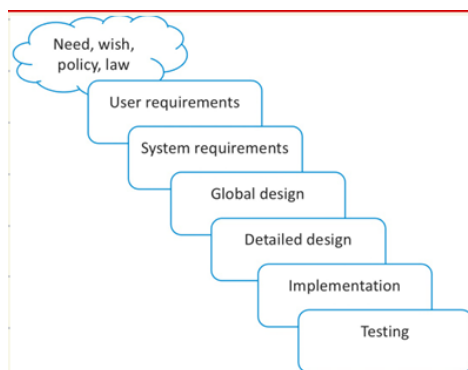 Need, wish,
policy, law
User requirements
System requirements
Global design
Detailed design
Implementation
Testing